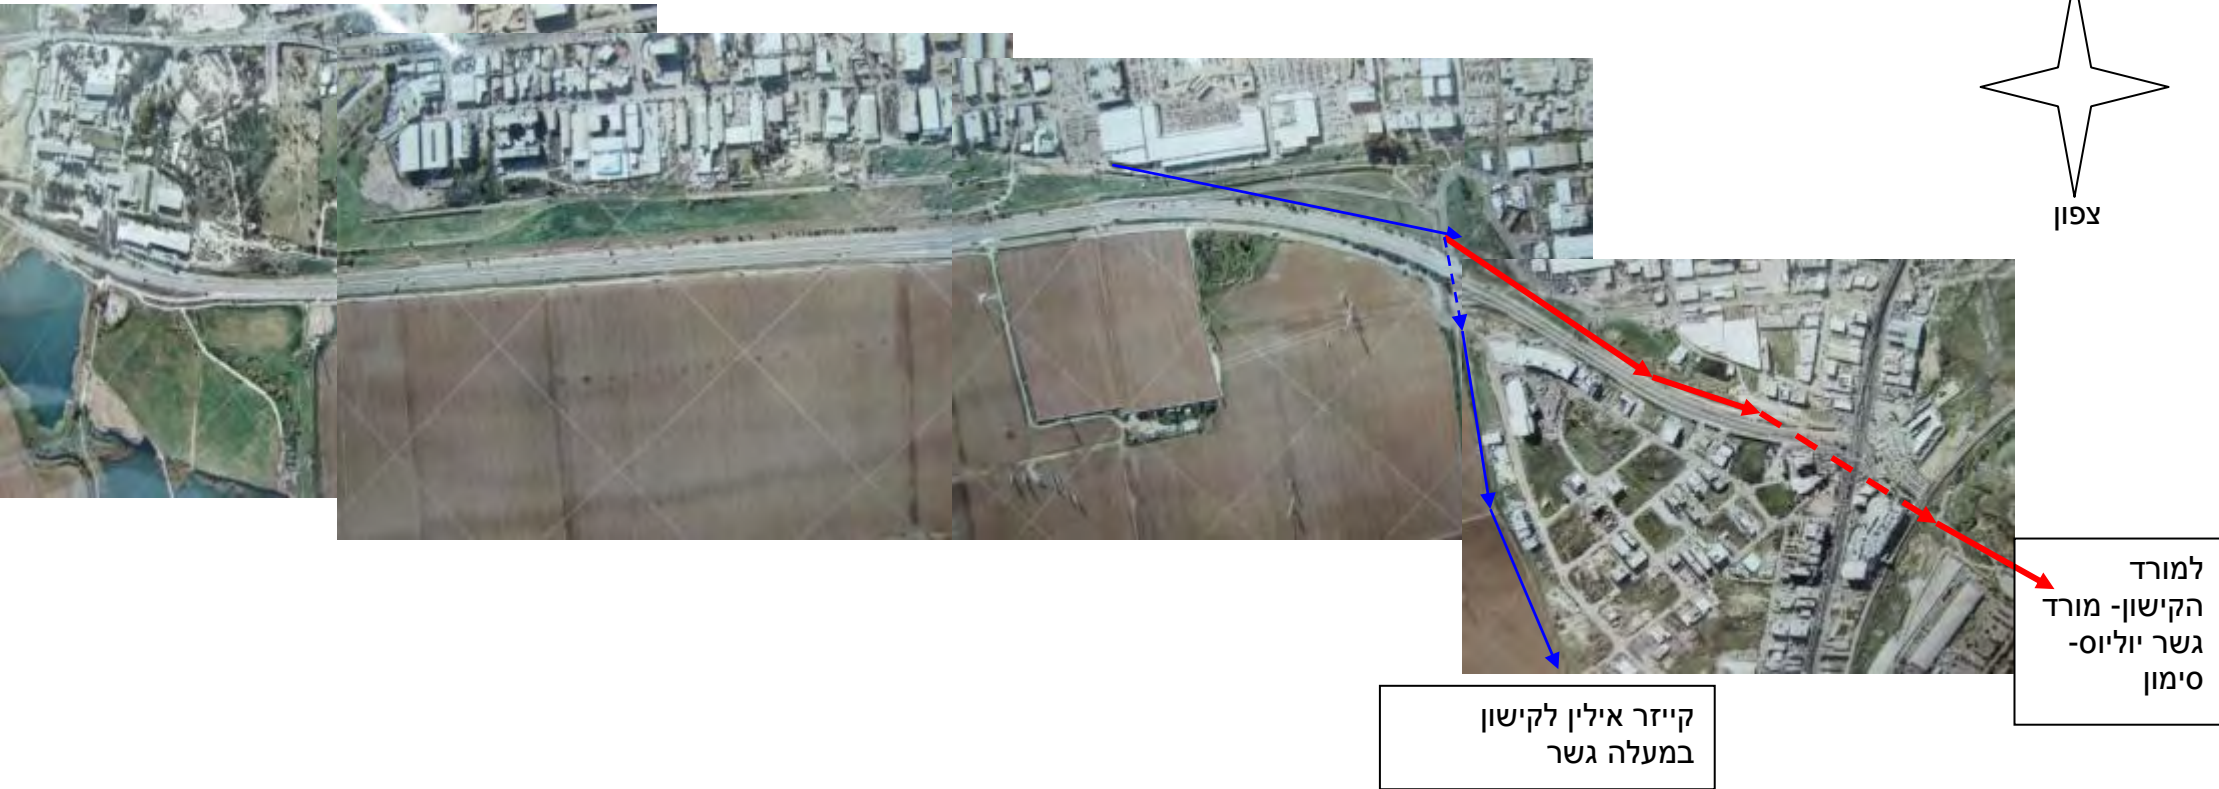 צפון
למורד
הקישון- מורד
גשר יוליוס-
סימון
קייזר אילין לקישון
במעלה גשר